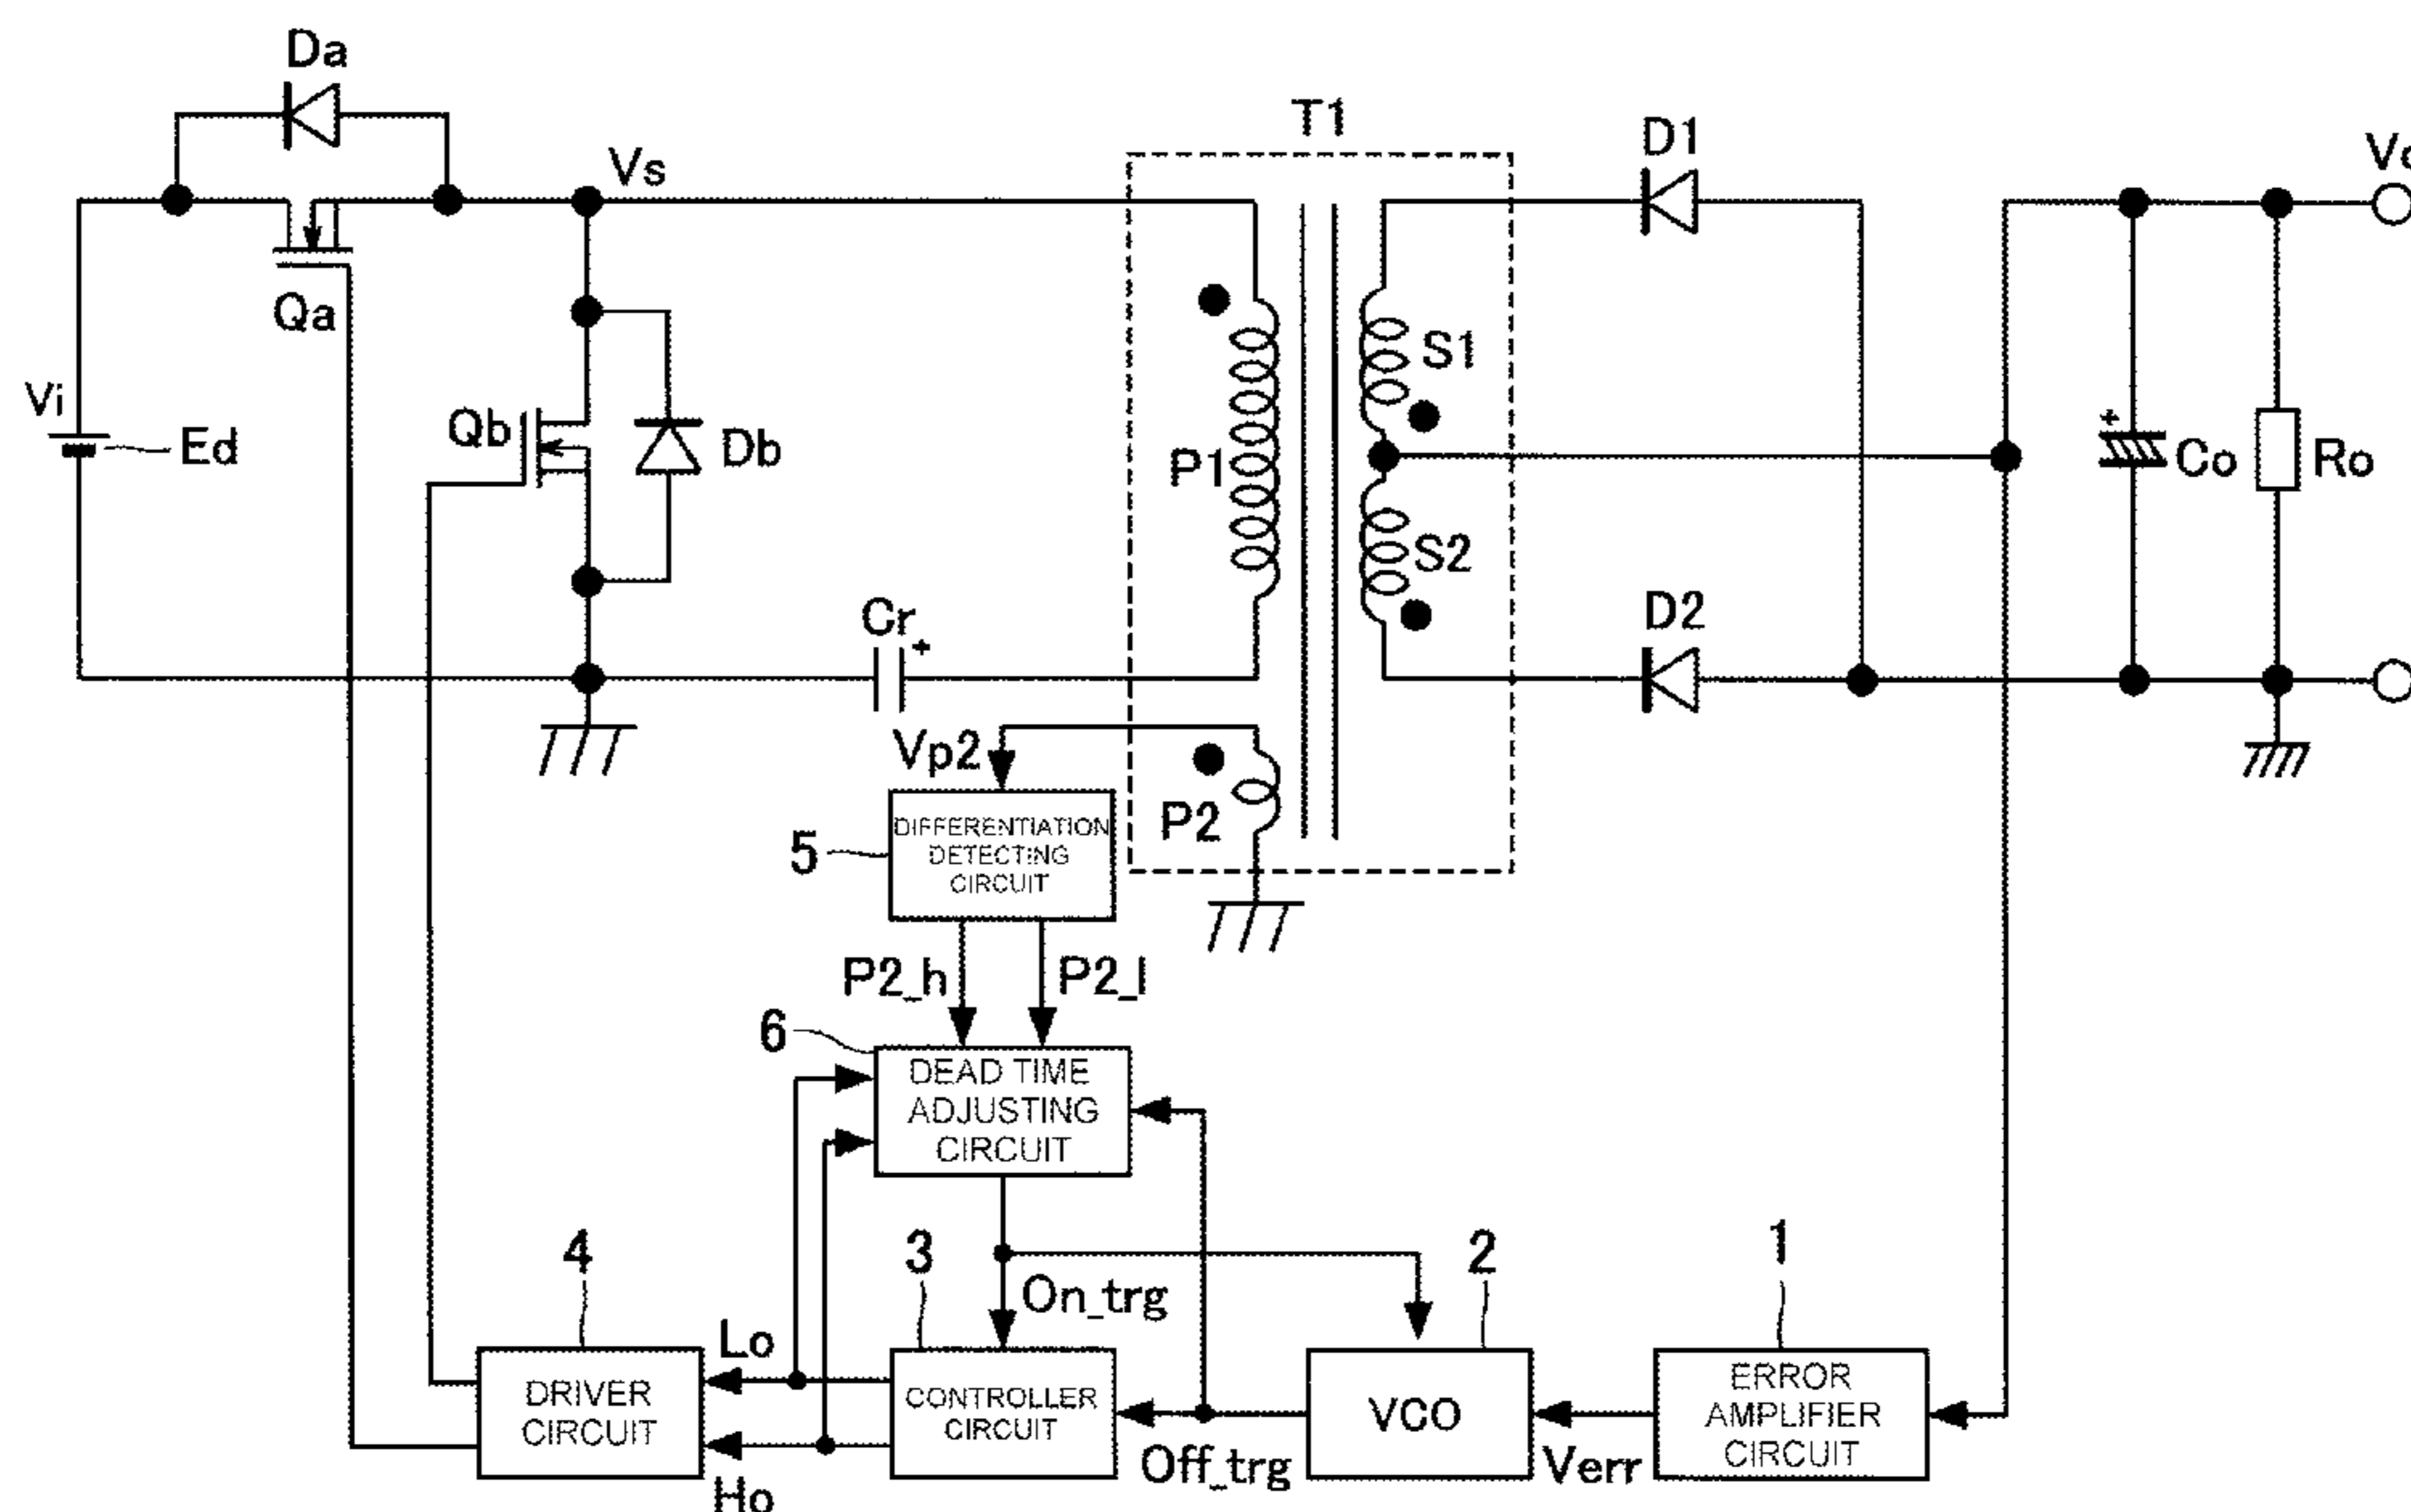 Da
T1
D1
Vs
Qa
Vi
Ed
Qb
Db
P1
S1
Co
Ro
S2
Cr
+
+
D2
Vp2
P2
5
DIFFERENTIATION
DETECTING
CIRCUIT
P2_h
P2_l
6
DEAD TIME
ADJUSTING
CIRCUIT
4
3
2
1
On_trg
Lo
DRIVER
CIRCUIT
CONTROLLER
CIRCUIT
VCO
ERROR
AMPLIFIER
CIRCUIT
Ho
Off_trg
Verr